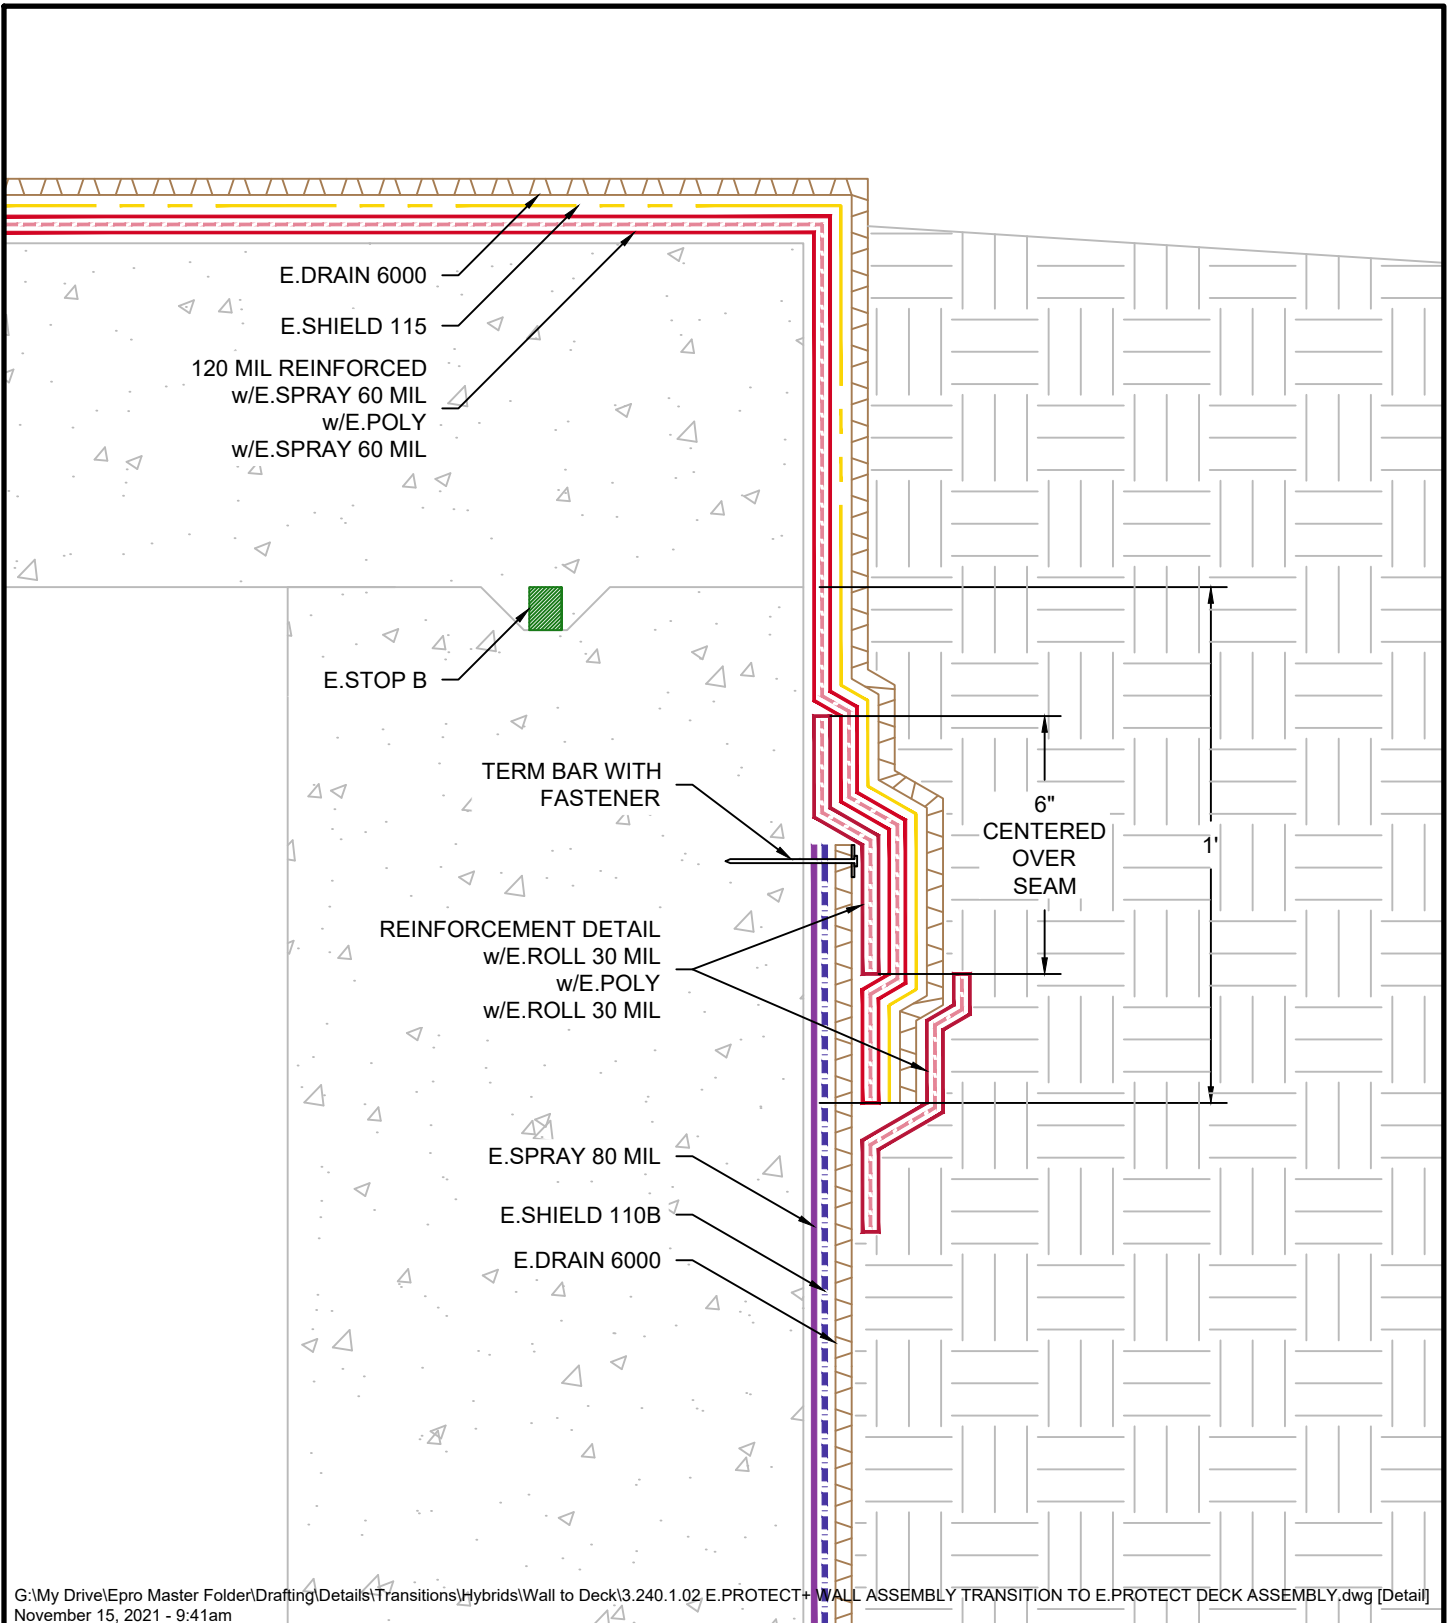 E.DRAIN 6000
E.SHIELD 115
120 MIL REINFORCED
w/E.SPRAY 60 MIL
w/E.POLY
w/E.SPRAY 60 MIL
E.STOP B
TERM BAR WITH
FASTENER
6"
CENTERED
OVER
SEAM
1'
REINFORCEMENT DETAIL
w/E.ROLL 30 MIL
w/E.POLY
w/E.ROLL 30 MIL
E.SPRAY 80 MIL
E.SHIELD 110B
E.DRAIN 6000
G:\My Drive\Epro Master Folder\Drafting\Details\Transitions\Hybrids\Wall to Deck\3.240.1.02 E.PROTECT+ WALL ASSEMBLY TRANSITION TO E.PROTECT DECK ASSEMBLY.dwg [Detail]
November 15, 2021 - 9:41am